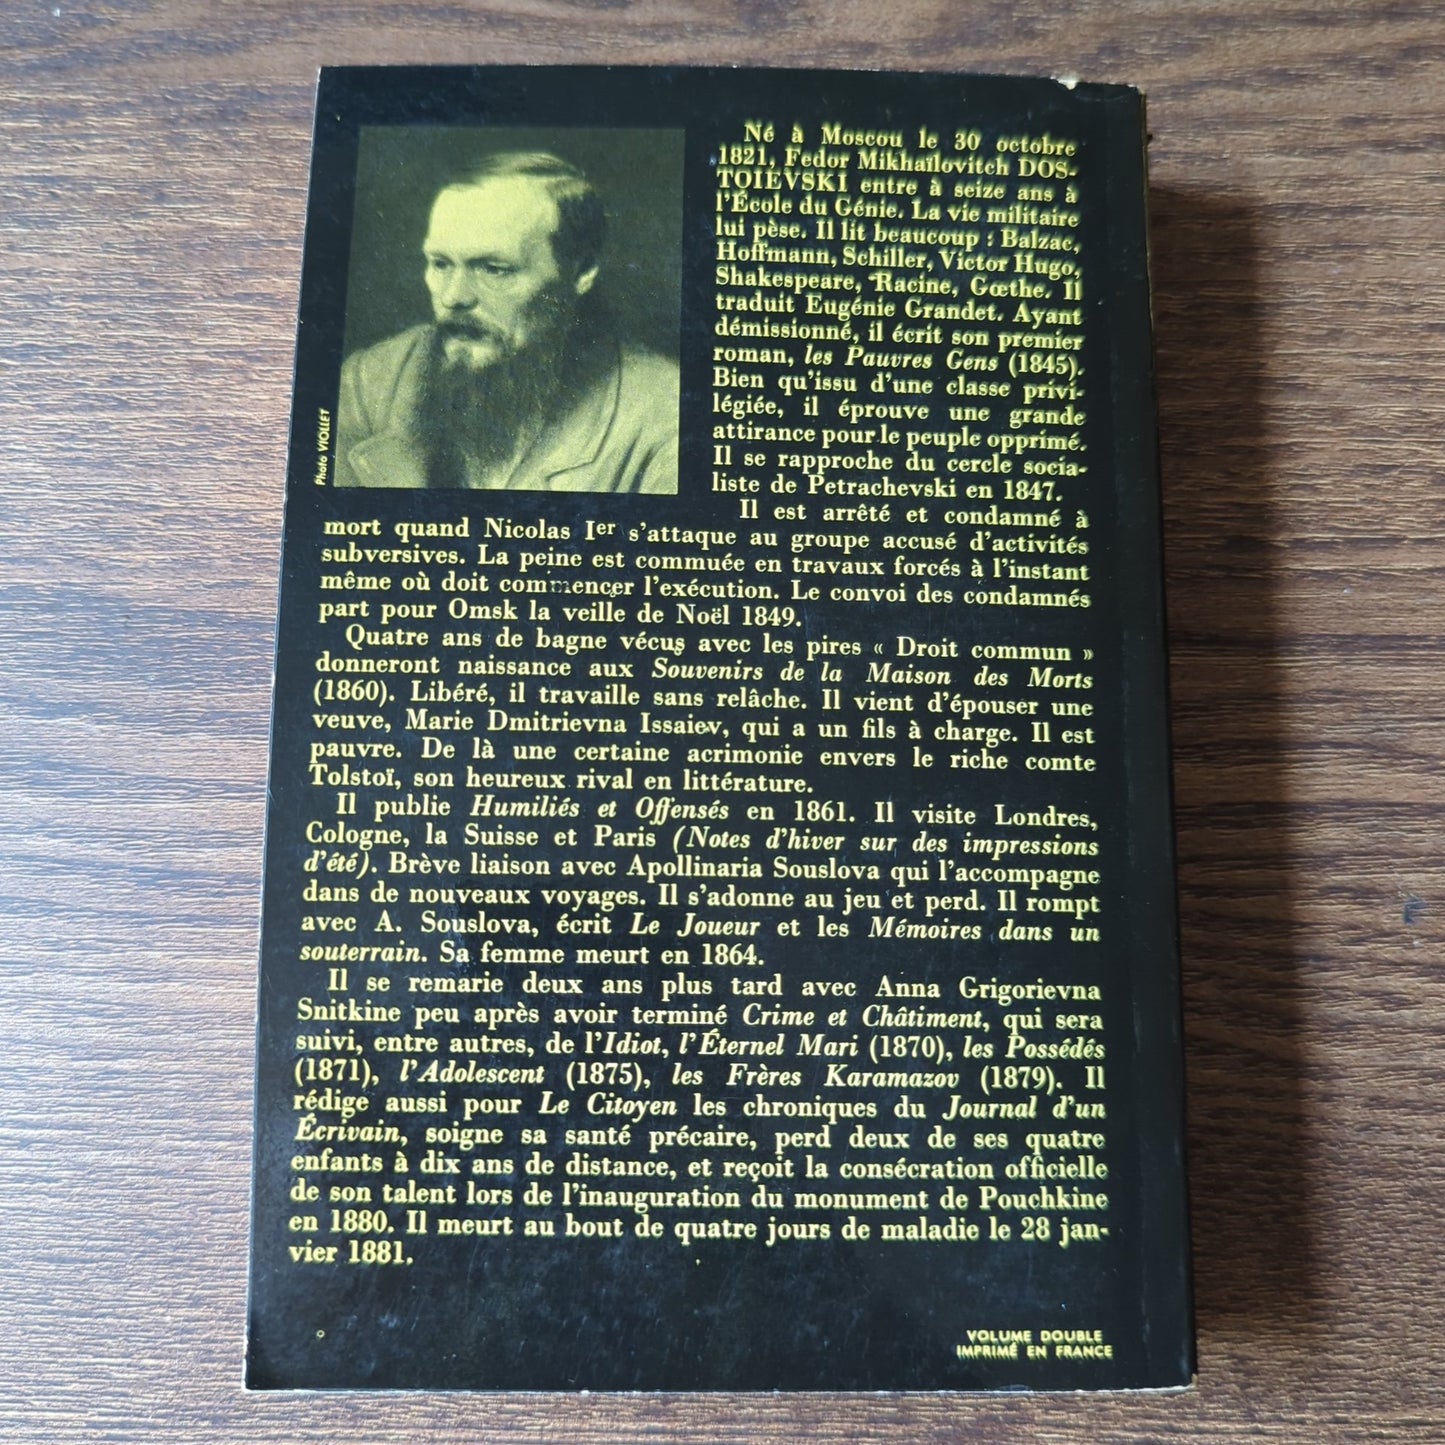 Né à Moscou le 30 octobre
1821, Fedor Mikhaïlovitch DOS-
TOIEVSKI entre à seize ans à
l'École du Génie. La vie militaire
lui pèse. Il lit beaucoup : Balzac,
Hoffmann, Schiller, Victor Hugo,
Shakespeare, Racine, Gœthe. Il
traduit Eugénie Grandet. Ayant
démissionné, il écrit son premier
roman, les Pauvres Gens (1845).
Bien qu'issu d'une classe privi-
légiée, il éprouve une grande
attirance pour le peuple opprimé.
Il se rapproche du cercle socia-
liste de Petrachevski en 1847.
Photo VIOLLET
Il est arrêté et condamné à
mort quand Nicolas Ier s'attaque au groupe accusé d'activités
subversives. La peine est commuée en travaux forcés à l'instant
même où doit commencer l'exécution. Le convoi des condamnés
part pour Omsk la veille de Noël 1849.
Quatre ans de bagne vécus avec les pires « Droit commun »
donneront naissance aux Souvenirs de la Maison des Morts
(1860). Libéré, il travaille sans relâche. Il vient d'épouser une
veuve, Marie Dmitrievna Issaiev, qui a un fils à charge. Il est
pauvre. De là une certaine acrimonie envers le riche comte
Tolstoï, son heureux rival en littérature.
Il publie Humiliés et Offensés en 1861. Il visite Londres,
Cologne, la Suisse et Paris (Notes d'hiver sur des impressions
d'été). Brève liaison avec Apollinaria Souslova qui l'accompagne
dans de nouveaux voyages. Il s'adonne au jeu et perd. Il rompt
avec A. Souslova, écrit Le Joueur et les Mémoires dans un
souterrain. Sa femme meurt en 1864.
Il se remarie deux ans plus tard avec Anna Grigorievna
Snitkine peu après avoir terminé Crime et Châtiment, qui sera
suivi, entre autres, de l'Idiot, l'Éternel Mari (1870), les Possédés
(1871), l'Adolescent (1875), les Frères Karamazov (1879). Il
rédige aussi pour Le Citoyen les chroniques du Journal d'un
Écrivain, soigne sa santé précaire, perd deux de ses quatre
enfants à dix ans de distance, et reçoit la consécration officielle
de son talent lors de l'inauguration du monument de Pouchkine
en 1880. Il meurt au bout de quatre jours de maladie le 28 jan-
vier 1881.
VOLUME DOUBLE
IMPRIMÉ EN FRANCE